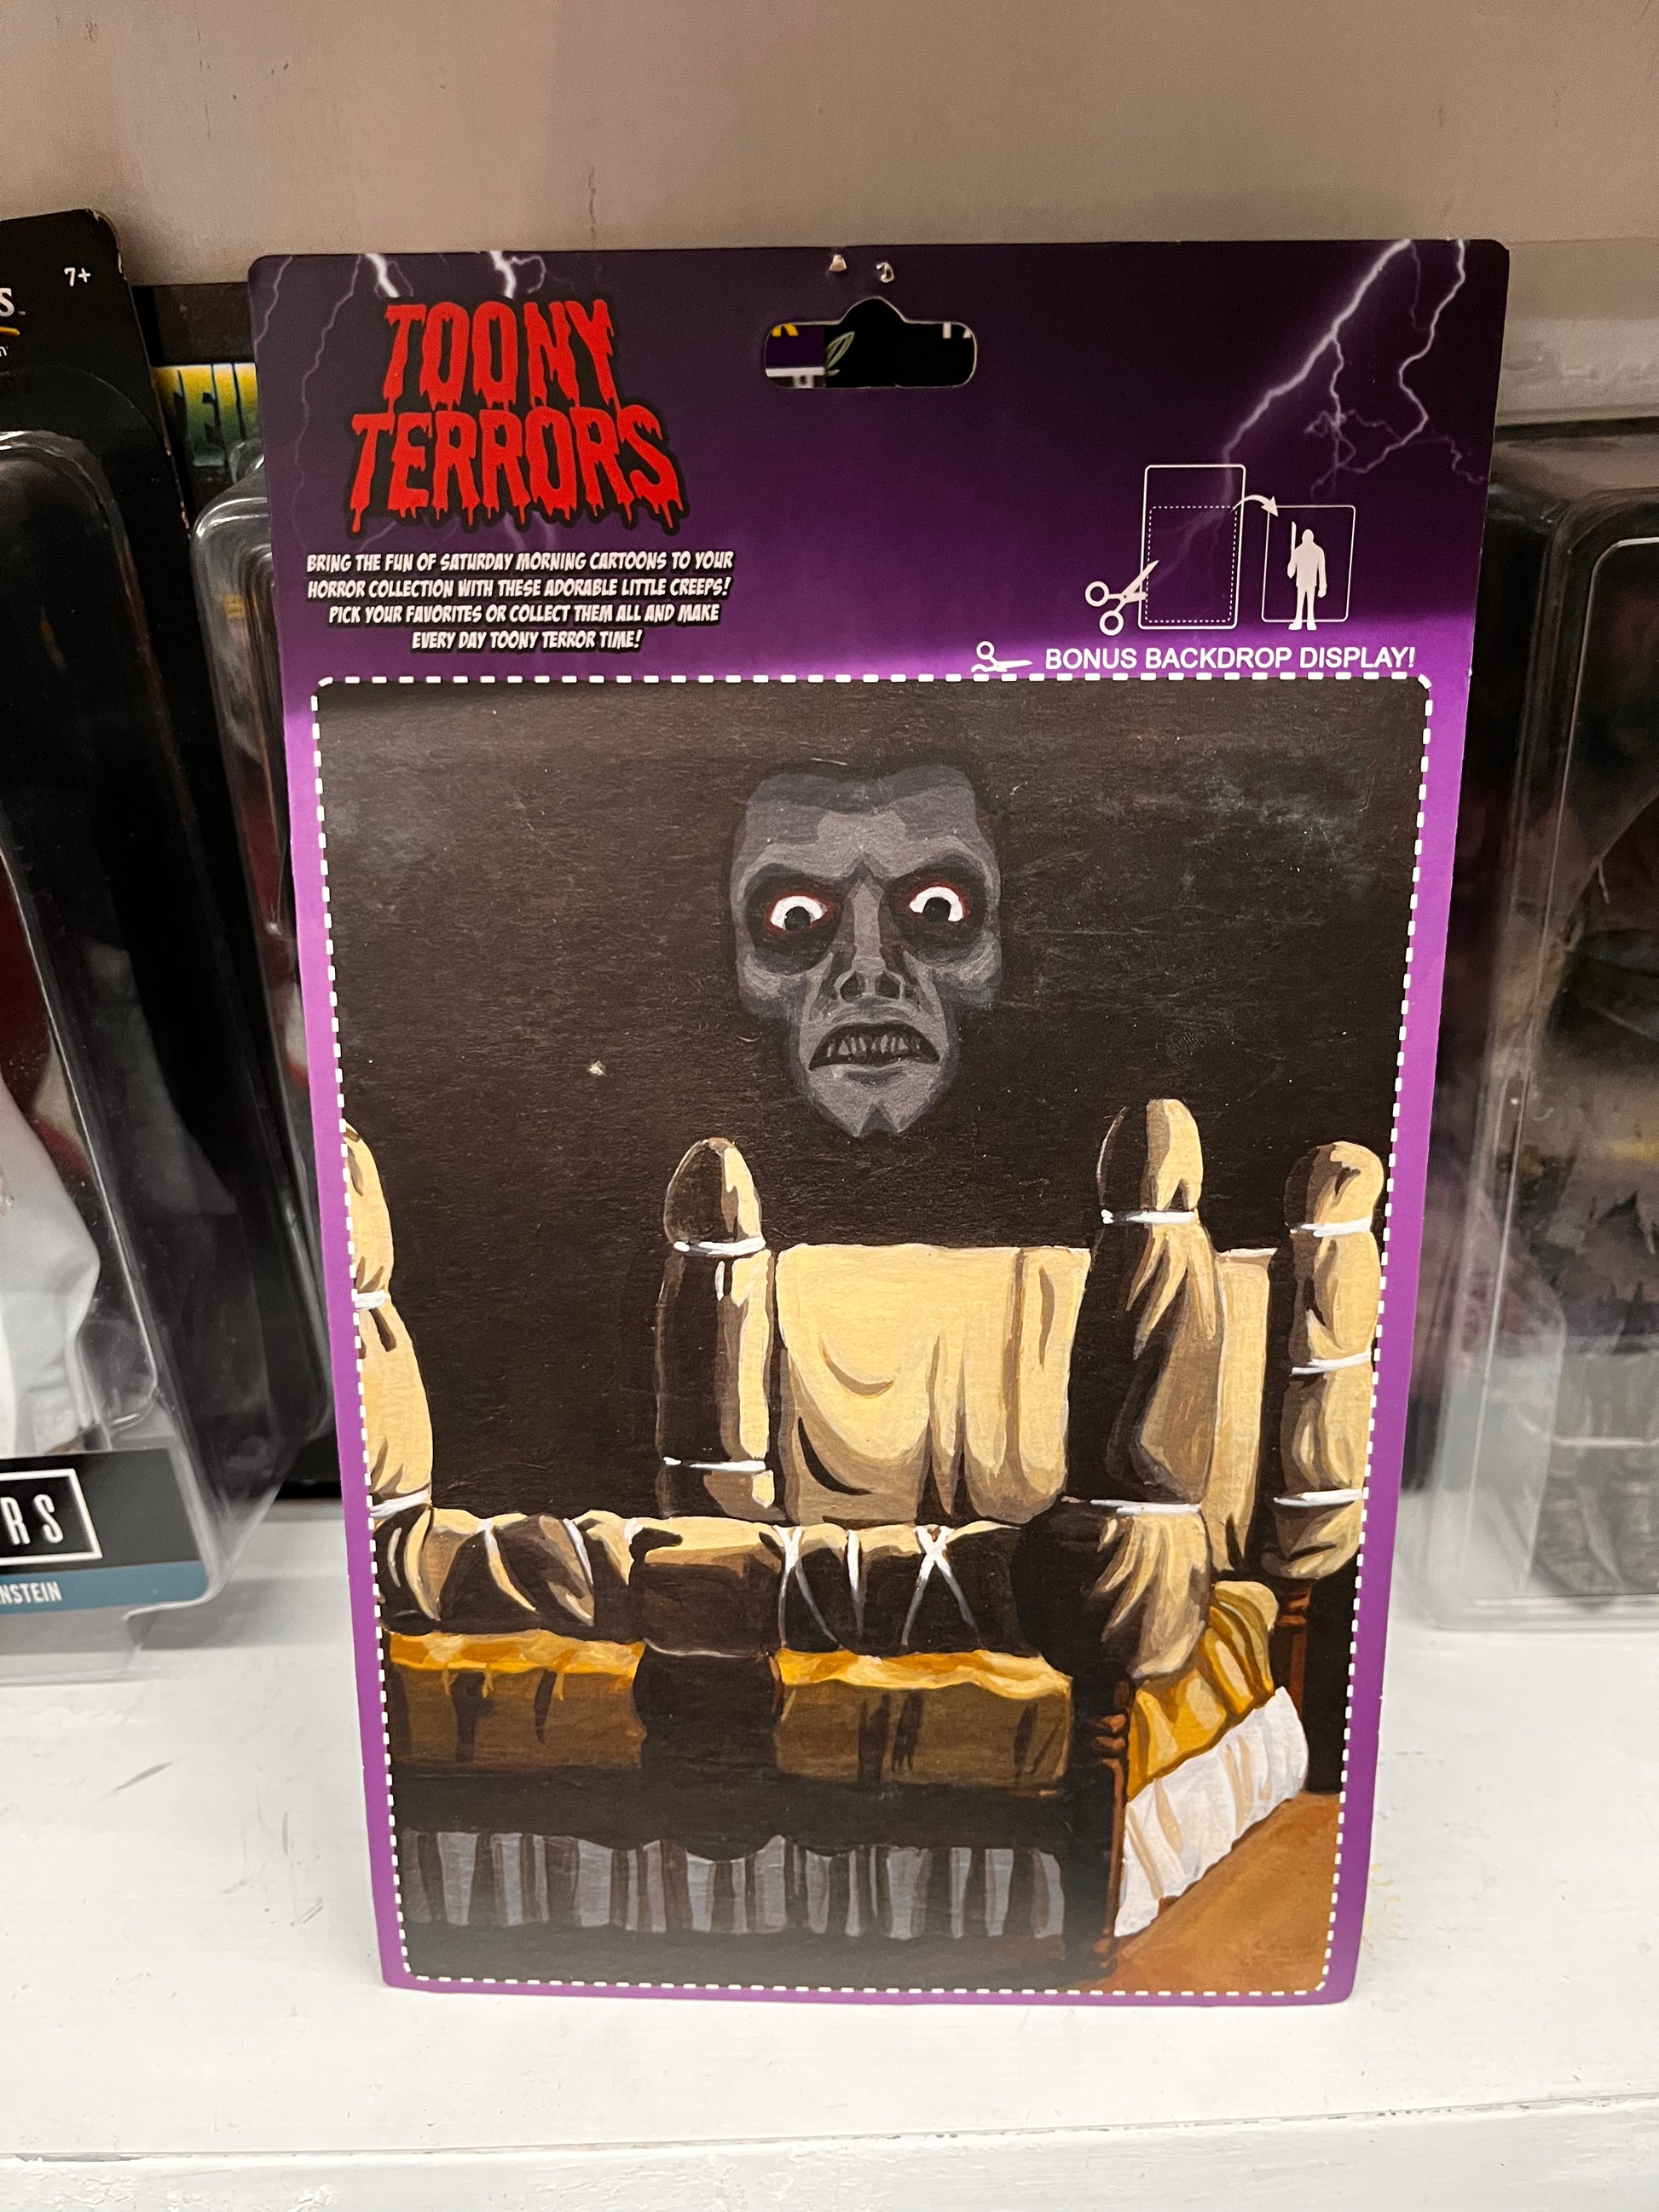 7+
TOONY
TERRORS
BRING THE FUN OF SATURDAY MORNING CARTOONS TO YOUR
HORROR COLLECTION WITH THESE ADORABLE LITTLE CREEPS!
PICK YOUR FAVORITES OR COLLECT THEM ALL AND MAKE
EVERY DAY TOONY TERROR TIME!
BONUS BACKDROP DISPLAY!
RS
NSTEIN